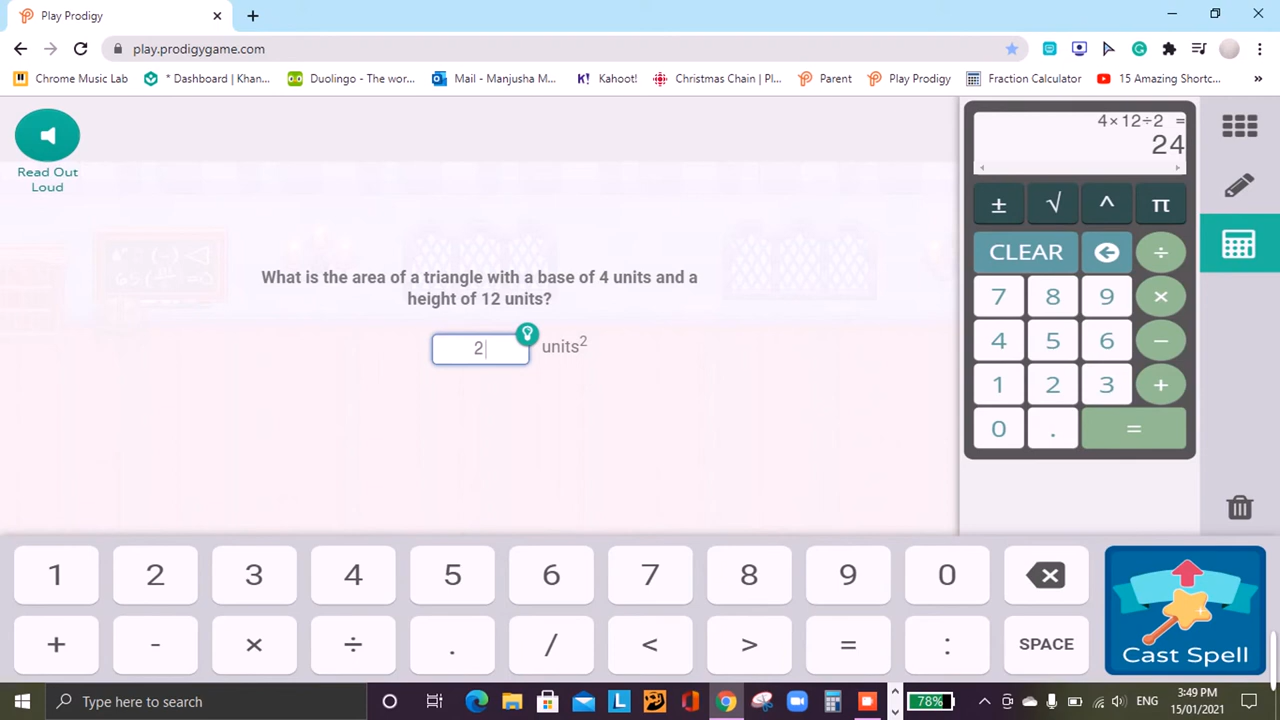 Play Prodigy
play.prodigygame.com
Chrome Music Lab
* Dashboard | Khan...
Duolingo - The wor...
Mail - Manjusha M...
K! Kahoot!
Christmas Chain | Pl...
Parent
Play Prodigy
Fraction Calculator
15 Amazing Shortc...
»
Read Out
Loud
What is the area of a triangle with a base of 4 units and a
height of 12 units?
2 units²
4×12÷2 =
24
± √ ^ π
CLEAR ÷
7 8 9 ×
4 5 6 −
1 2 3 +
0 . =
1 2 3 4 5 6 7 8 9 0
+ - × ÷ . / < > = : SPACE
Cast Spell
Type here to search
78%
ENG
3:49 PM
15/01/2021